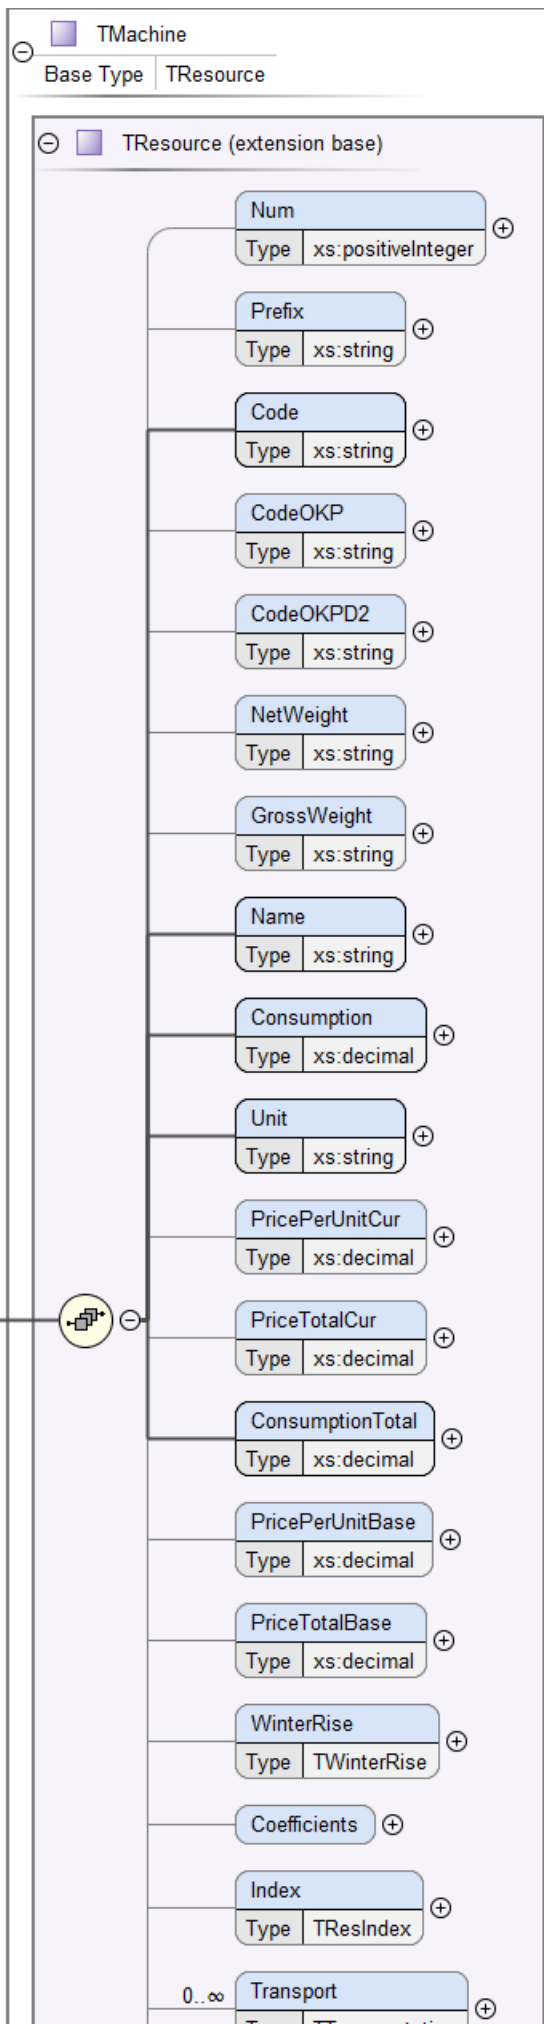 TMachine
Base Type TResource
TResource (extension base)
Num
Type xs:positiveInteger
Prefix
Type xs:string
Code
Type xs:string
CodeOKP
Type xs:string
CodeOKPD2
Type xs:string
NetWeight
Type xs:string
GrossWeight
Type xs:string
Name
Type xs:string
Consumption
Type xs:decimal
Unit
Type xs:string
PricePerUnitCur
Type xs:decimal
PriceTotalCur
Type xs:decimal
ConsumptionTotal
Type xs:decimal
PricePerUnitBase
Type xs:decimal
PriceTotalBase
Type xs:decimal
WinterRise
Type TWinterRise
Coefficients
Index
Type TResIndex
0..∞ Transport